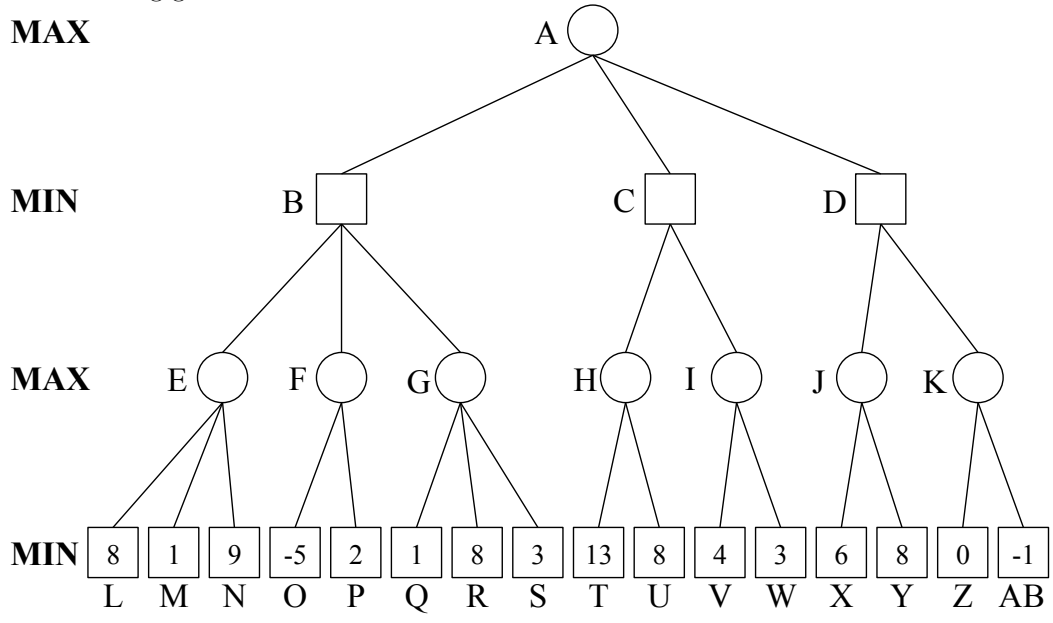 MAX A
MIN B C D
MAX E F G H I J K
MIN 8 1 9 -5 2 1 8 3 13 8 4 3 6 8 0 -1
L M N O P Q R S T U V W X Y Z AB